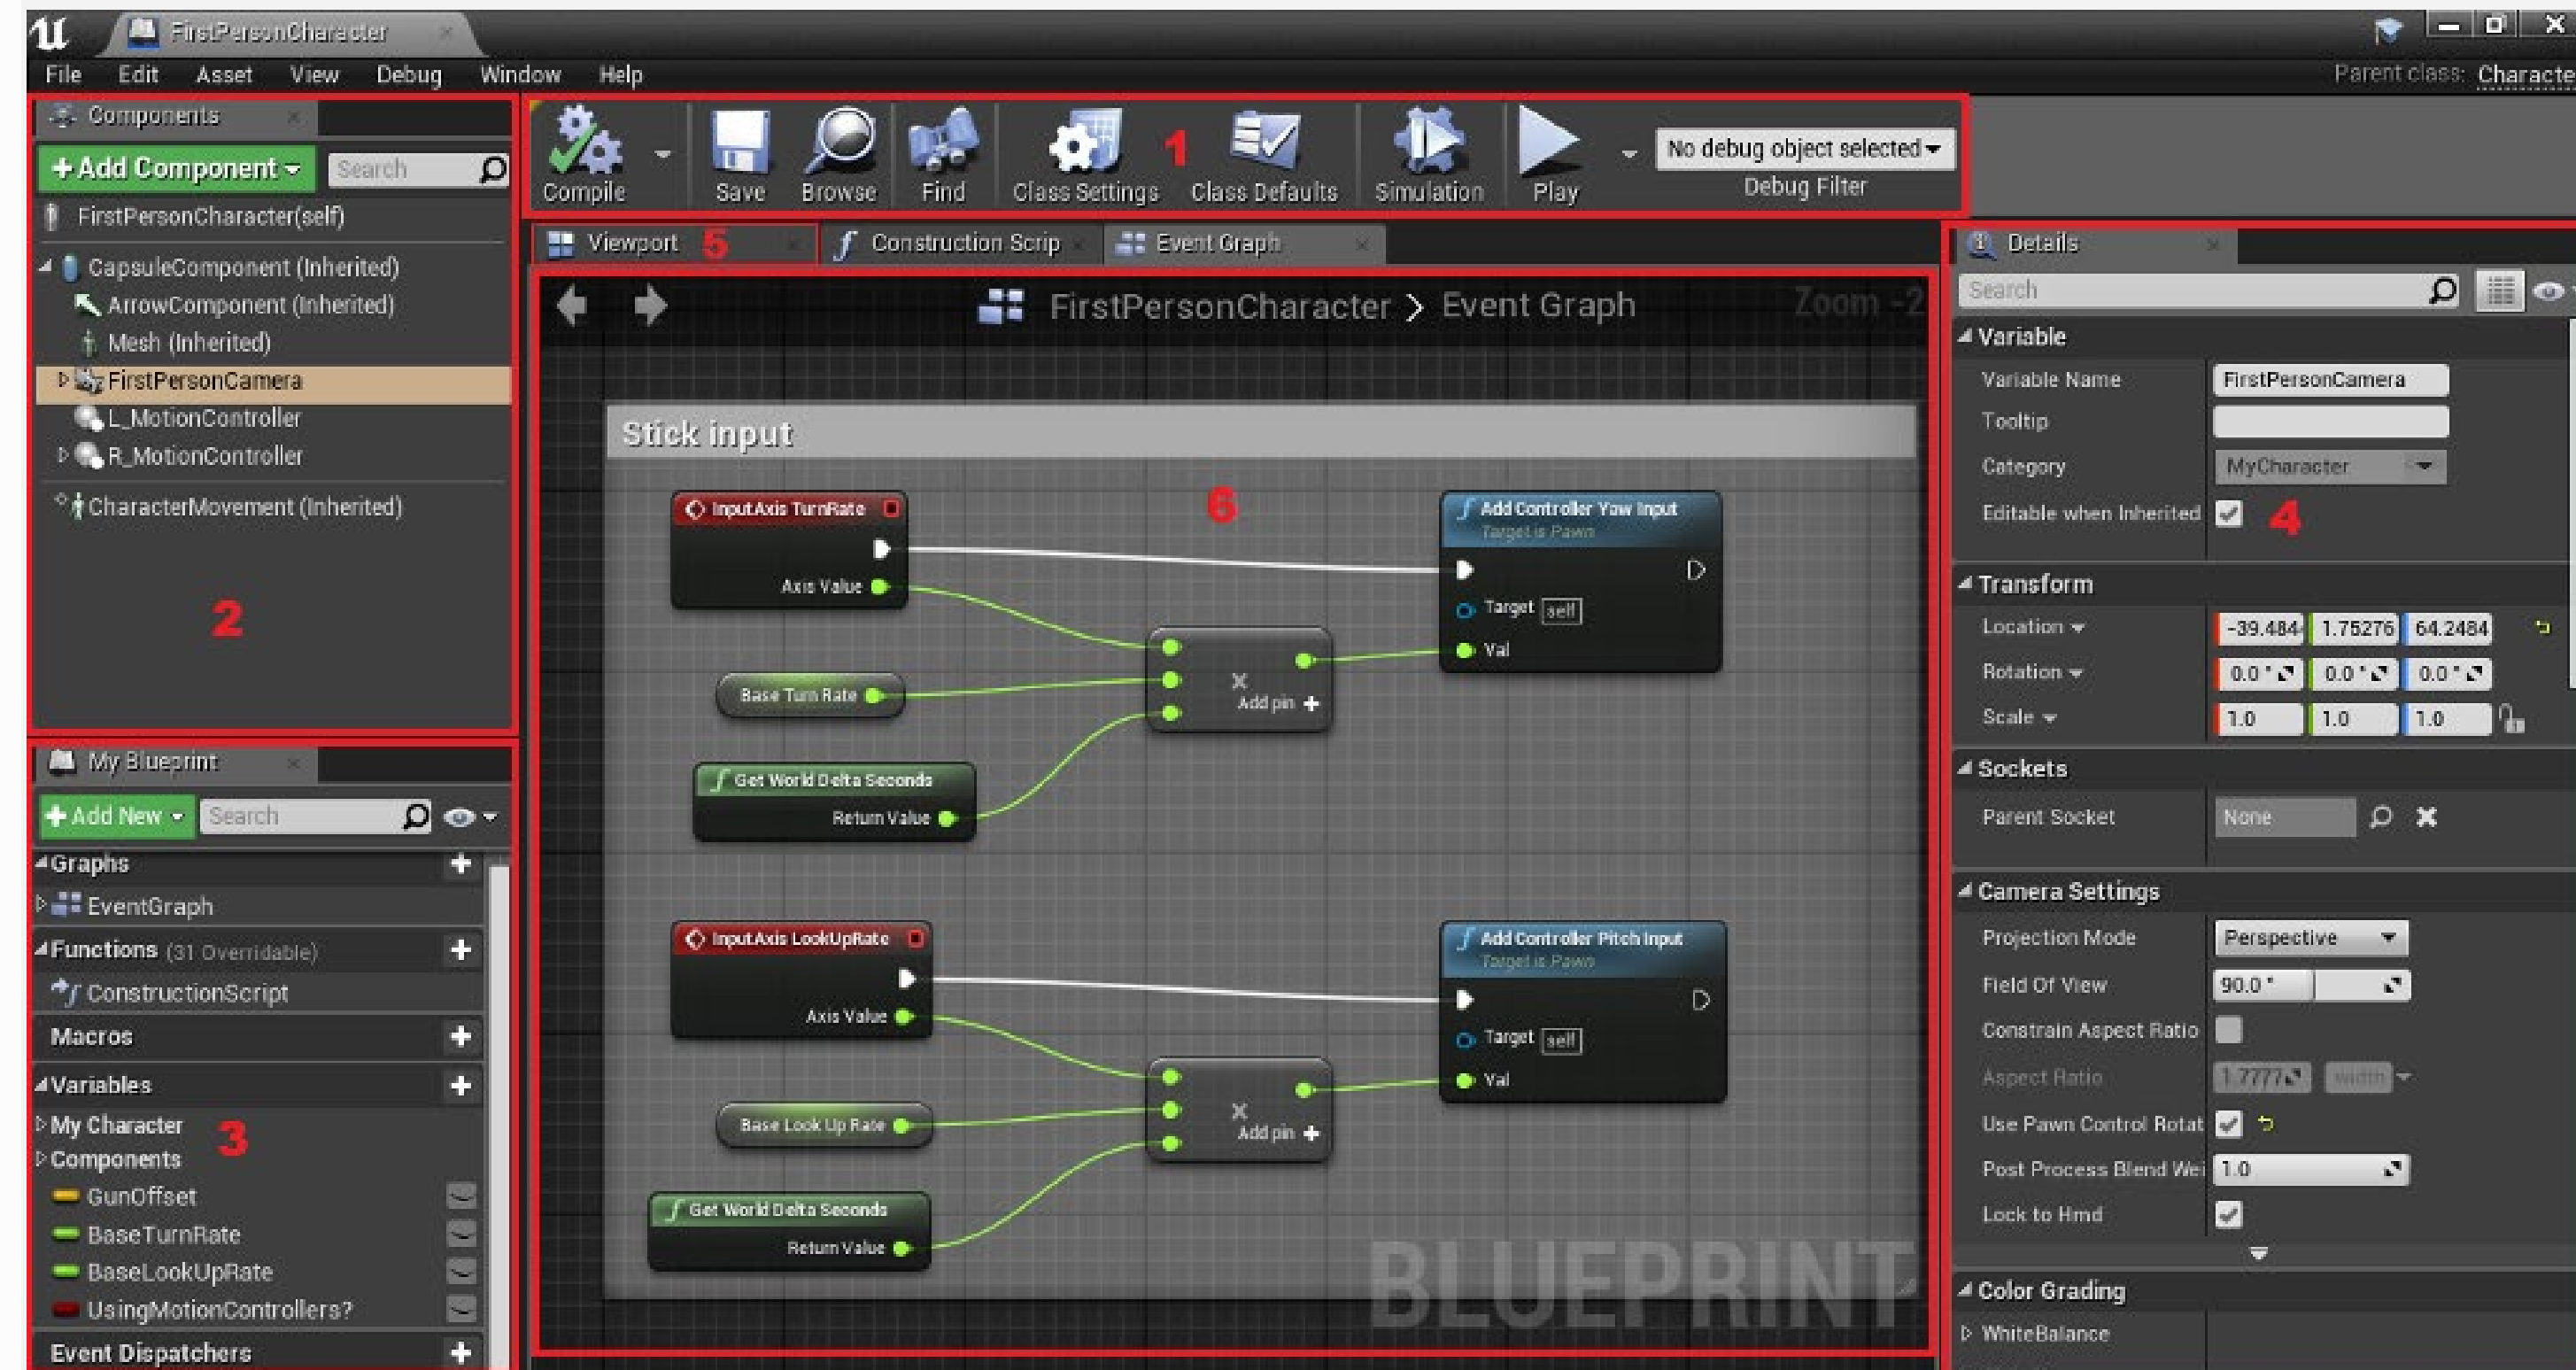 FirstPersonCharacter
File Edit Asset View Debug Window Help
Parent class: Characte
Components
+Add Component
Search
FirstPersonCharacter(self)
CapsuleComponent (Inherited)
ArrowComponent (Inherited)
Mesh (Inherited)
FirstPersonCamera
L_MotionController
R_MotionController
CharacterMovement (Inherited)
2
My Blueprint
+ Add New
Search
Graphs
EventGraph
Functions (31 Overridable)
ConstructionScript
Macros
Variables
My Character
3
Components
GunOffset
BaseTurnRate
BaseLookUpRate
UsingMotionControllers?
Event Dispatchers
Compile
Save
Browse
Find
Class Settings
1
Class Defaults
Simulation
Play
No debug object selected
Debug Filter
Viewport
5
Construction Scrip
Event Graph
FirstPersonCharacter > Event Graph
Zoom -2
Stick input
6
InputAxis TurnRate
Axis Value
Base Turn Rate
Get World Delta Seconds
Return Value
Add pin +
Add Controller Yaw Input
Target is Pawn
Target self
Val
InputAxis LookUpRate
Axis Value
Base Look Up Rate
Get World Delta Seconds
Return Value
Add pin +
Add Controller Pitch Input
Target is Pawn
Target self
Val
BLUEPRINT
Details
Search
Variable
Variable Name FirstPersonCamera
Tooltip
Category MyCharacter
Editable when Inherited
4
Transform
Location -39.484 1.75276 64.2484
Rotation 0.0 ° 0.0 ° 0.0 °
Scale 1.0 1.0 1.0
Sockets
Parent Socket None
Camera Settings
Projection Mode Perspective
Field Of View 90.0 °
Constrain Aspect Ratio
Aspect Ratio 1.7777 width
Use Pawn Control Rotat
Post Process Blend Wei 1.0
Lock to Hmd
Color Grading
WhiteBalance